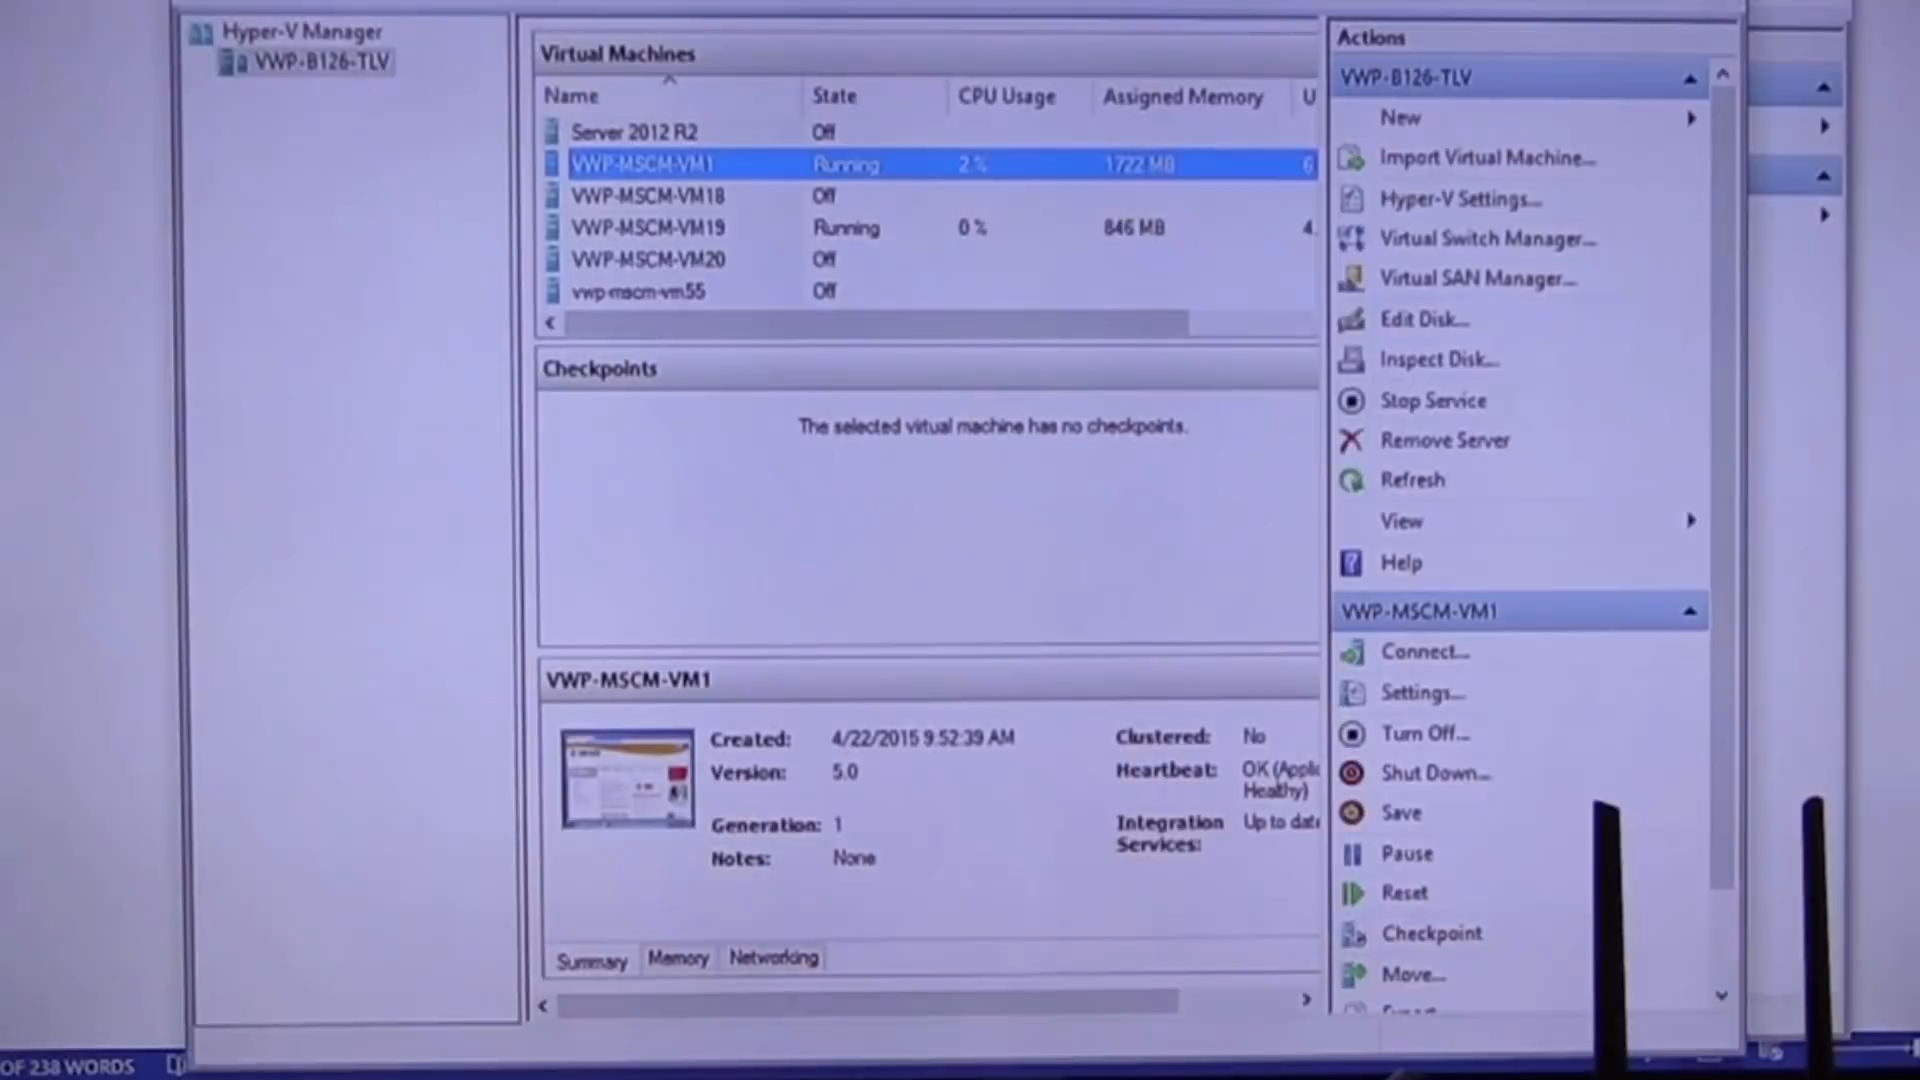 Hyper-V Manager
VWP-B126-TLV
Virtual Machines
Name State CPU Usage Assigned Memory U
Server 2012 R2 Off
VWP-MSCM-VM1 Running 2 % 1722 MB 6
VWP-MSCM-VM18 Off
VWP-MSCM-VM19 Running 0 % 846 MB 4.
VWP-MSCM-VM20 Off
vwp-mscm-vm55 Off
Checkpoints
The selected virtual machine has no checkpoints.
VWP-MSCM-VM1
Created: 4/22/2015 9:52:39 AM
Version: 5.0
Generation: 1
Notes: None
Clustered: No
Heartbeat: OK (Applic
Healthy)
Integration Up to date
Services:
Summary Memory Networking
Actions
VWP-B126-TLV
New
Import Virtual Machine...
Hyper-V Settings...
Virtual Switch Manager...
Virtual SAN Manager...
Edit Disk...
Inspect Disk...
Stop Service
Remove Server
Refresh
View
Help
VWP-MSCM-VM1
Connect...
Settings...
Turn Off...
Shut Down...
Save
Pause
Reset
Checkpoint
Move...
OF 238 WORDS